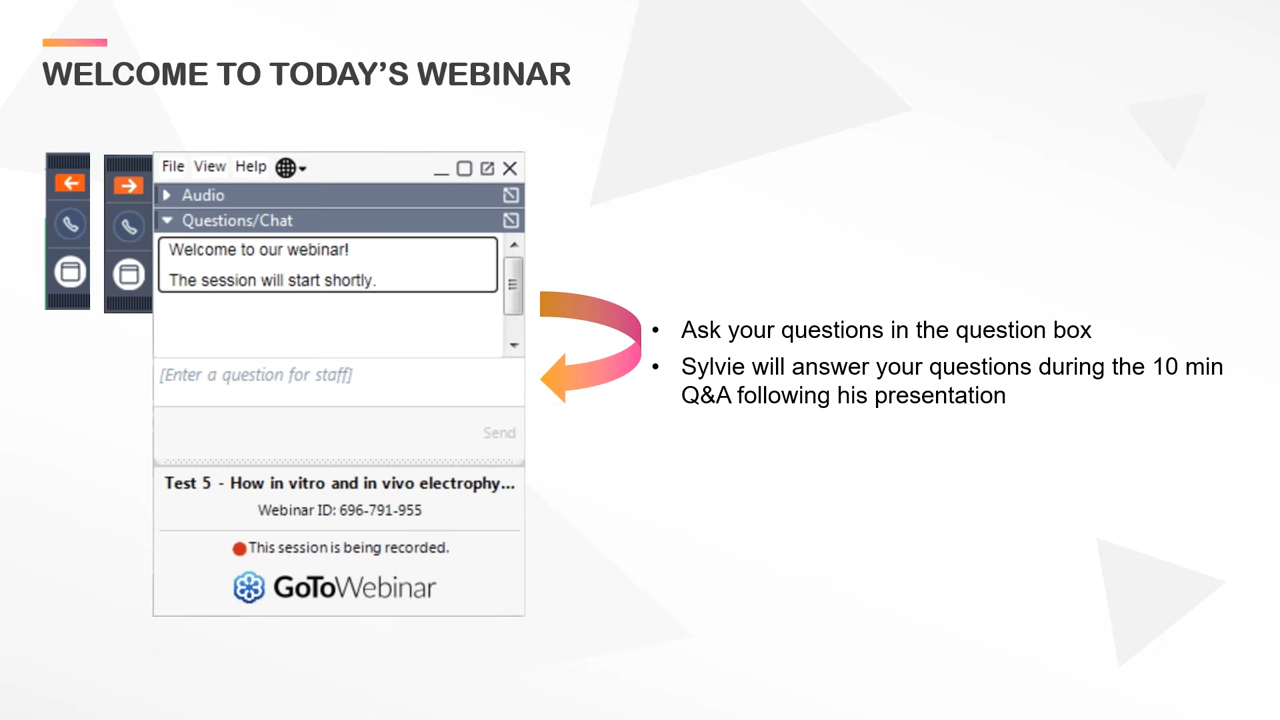 WELCOME TO TODAY’S WEBINAR
File View Help
Audio
Questions/Chat
Welcome to our webinar!
The session will start shortly.
[Enter a question for staff]
Send
Test 5 - How in vitro and in vivo electrophy...
Webinar ID: 696-791-955
This session is being recorded.
GoToWebinar
• Ask your questions in the question box
• Sylvie will answer your questions during the 10 min
Q&A following his presentation